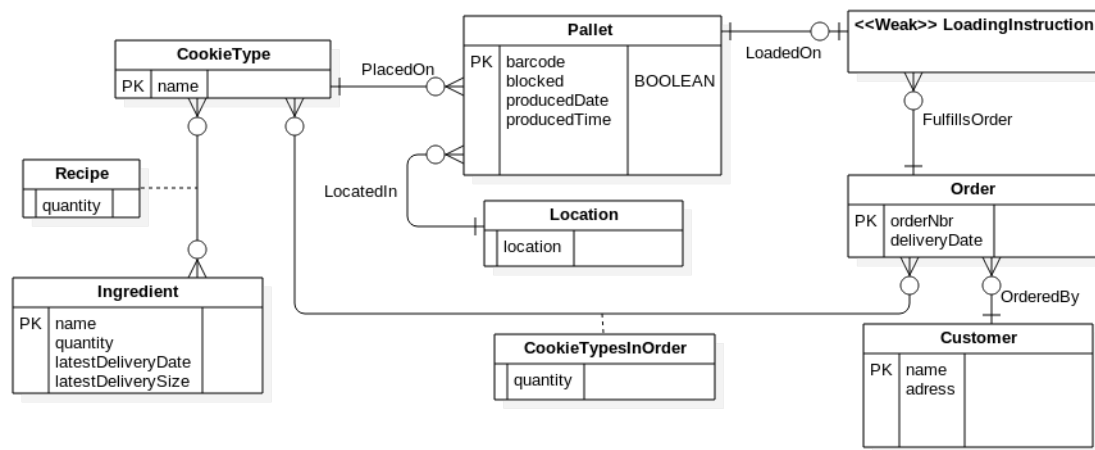 CookieType
PK name
PlacedOn
Pallet
PK barcode
blocked BOOLEAN
producedDate
producedTime
LoadedOn
<<Weak>> LoadingInstruction
FulfillsOrder
Recipe
quantity
LocatedIn
Location
location
Order
PK orderNbr
deliveryDate
Ingredient
PK name
quantity
latestDeliveryDate
latestDeliverySize
CookieTypesInOrder
quantity
OrderedBy
Customer
PK name
adress